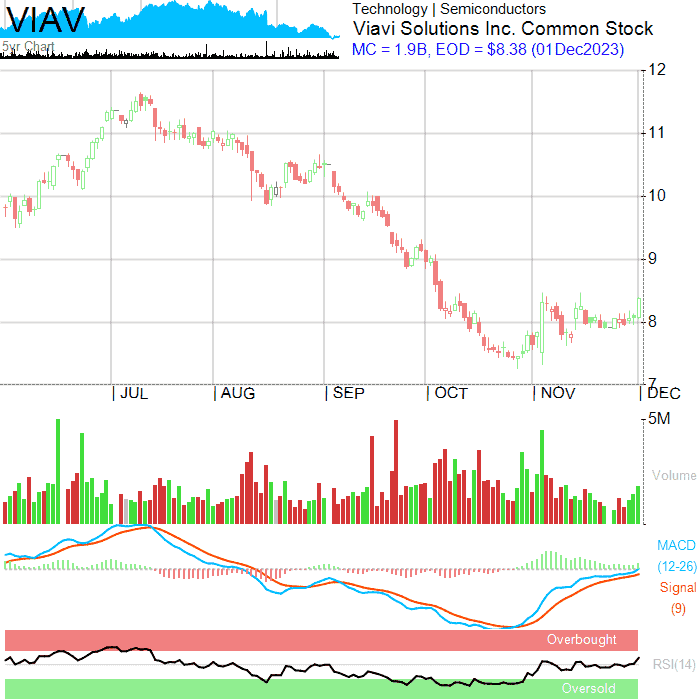 VIAV
5yr Chart
Technology | Semiconductors
Viavi Solutions Inc. Common Stock
MC = 1.9B, EOD = $8.38 (01Dec2023)
12
11
10
9
8
7
| JUL | AUG | SEP | OCT | NOV | DEC
5M
Volume
MACD
(12-26)
Signal
(9)
Overbought
RSI(14)
Oversold